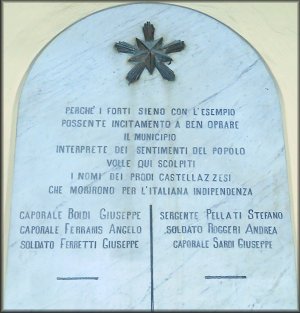 PERCHÈ I FORTI SIENO CON L'ESEMPIO
POSSENTE INCITAMENTO A BEN OPRARE
IL MUNICIPIO
INTERPRETE DEI SENTIMENTI DEL POPOLO
VOLLE QUI SCOLPITI
I NOMI DEI PRODI CASTELLAZZESI
CHE MORIRONO PER L'ITALIANA INDIPENDENZA
CAPORALE BOIDI GIUSEPPE
CAPORALE FERRARIS ANGELO
SOLDATO FERRETTI GIUSEPPE
SERGENTE PELLATI STEFANO
SOLDATO ROGGERI ANDREA
CAPORALE SARDI GIUSEPPE